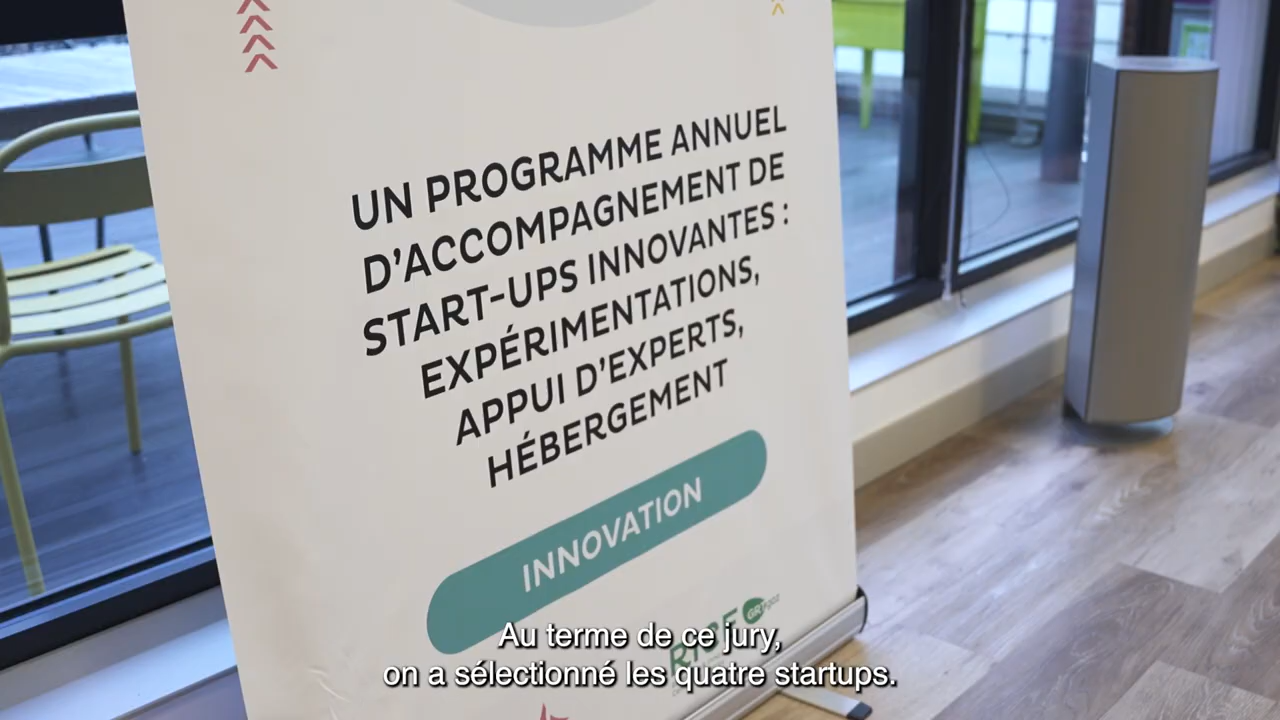 UN PROGRAMME ANNUEL
D'ACCOMPAGNEMENT DE
START-UPS INNOVANTES :
EXPÉRIMENTATIONS,
APPUI D'EXPERTS,
HÉBERGEMENT
INNOVATION
Au terme de ce jury,
on a sélectionné les quatre startups.